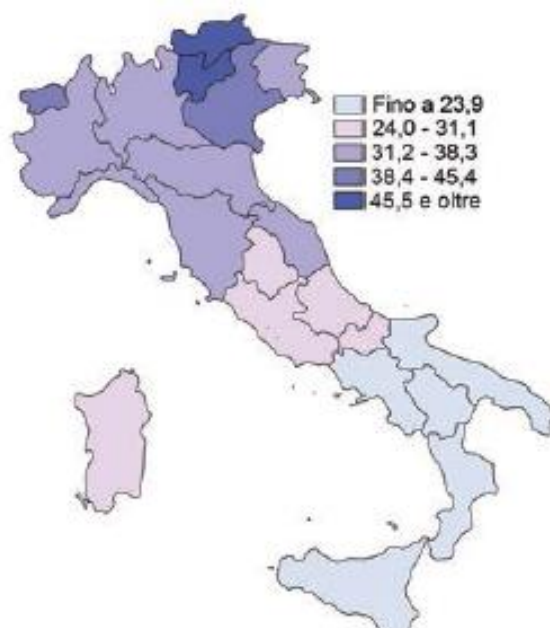 Fino a 23,9
24,0 - 31,1
31,2 - 38,3
38,4 - 45,4
45,5 e oltre